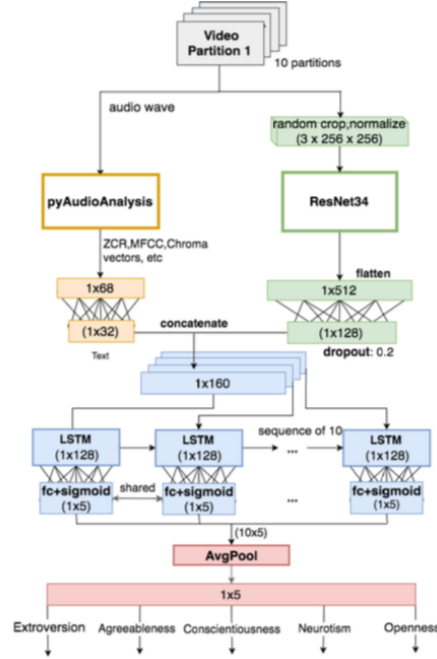 Video
Partition 1
10 partitions
audio wave
random crop,normalize
(3 x 256 x 256)
pyAudioAnalysis
ResNet34
ZCR,MFCC,Chroma
vectors, etc
flatten
1x68
1x512
(1x32)
concatenate
(1x128)
Text
dropout: 0.2
1x160
LSTM
(1x128)
LSTM
(1x128)
sequence of 10
...
LSTM
(1x128)
fc+sigmoid
(1x5)
shared
fc+sigmoid
(1x5)
...
fc+sigmoid
(1x5)
(10x5)
AvgPool
1x5
Extroversion
Agreeableness
Conscientiousness
Neurotism
Openness